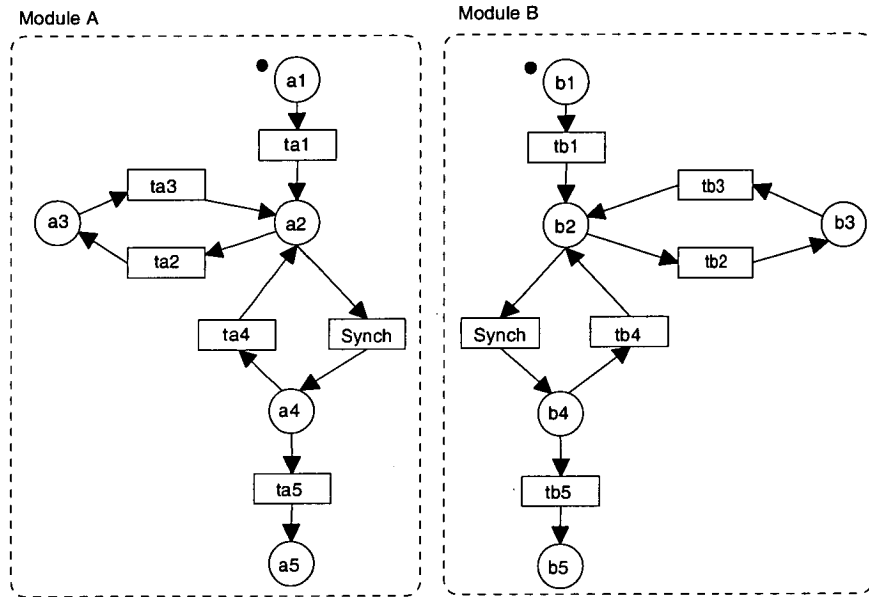 Module A
a1
ta1
ta3
a3
a2
ta2
ta4
Synch
a4
ta5
a5
Module B
b1
tb1
tb3
b2
b3
tb2
Synch
tb4
b4
tb5
b5